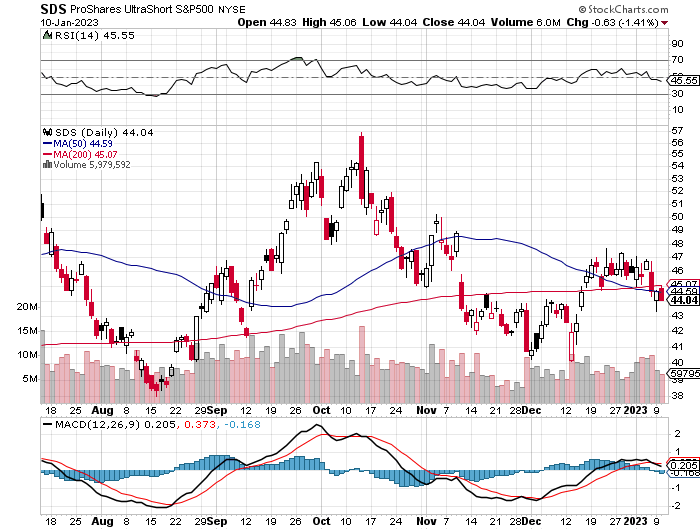 SDS ProShares UltraShort S&P500 NYSE © StockCharts.com
10-Jan-2023 Open 44.83 High 45.06 Low 44.04 Close 44.04 Volume 6.0M Chg -0.63 (-1.41%)
RSI(14) 45.55
90
70
50
45.55
30
10
SDS (Daily) 44.04
MA(50) 44.59
MA(200) 45.07
Volume 5,979,592
57
56
55
54
53
52
51
50
49
48
47
46
45.07
44.59
44.04
43
42
41
40
39
38
20M
15M
10M
5M
59795
18 25 Aug 8 15 22 29 Sep 12 19 26 Oct 10 17 24 Nov 7 14 21 28 Dec 12 19 27 2023 9
MACD(12,26,9) 0.205, 0.373, -0.168
2
1
0.205
-0.168
-1
-2
18 25 Aug 8 15 22 29 Sep 12 19 26 Oct 10 17 24 Nov 7 14 21 28 Dec 12 19 27 2023 9